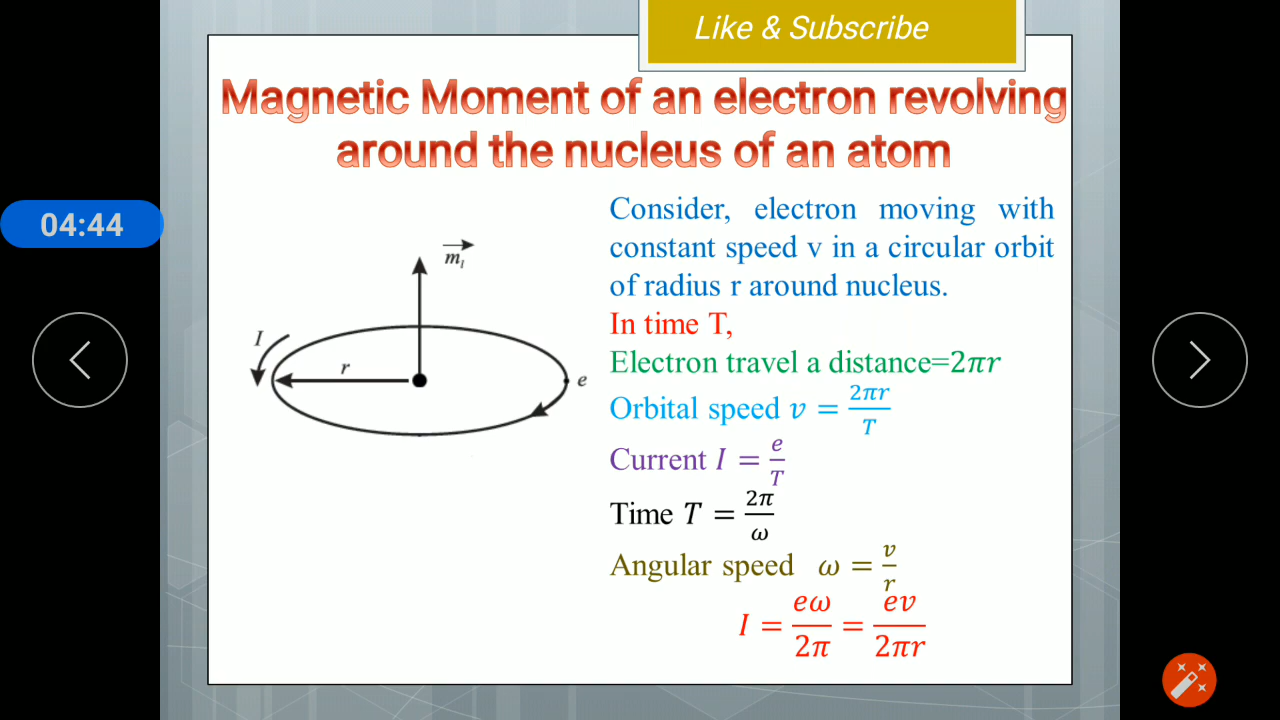 Like & Subscribe
Magnetic Moment of an electron revolving
around the nucleus of an atom
04:44
Consider, electron moving with
constant speed v in a circular orbit
of radius r around nucleus.
In time T,
Electron travel a distance=2πr
Orbital speed v = 2πr/T
Current I = e/T
Time T = 2π/ω
Angular speed ω = v/r
I = eω/2π = ev/2πr
m⃗ₗ
I
r
e